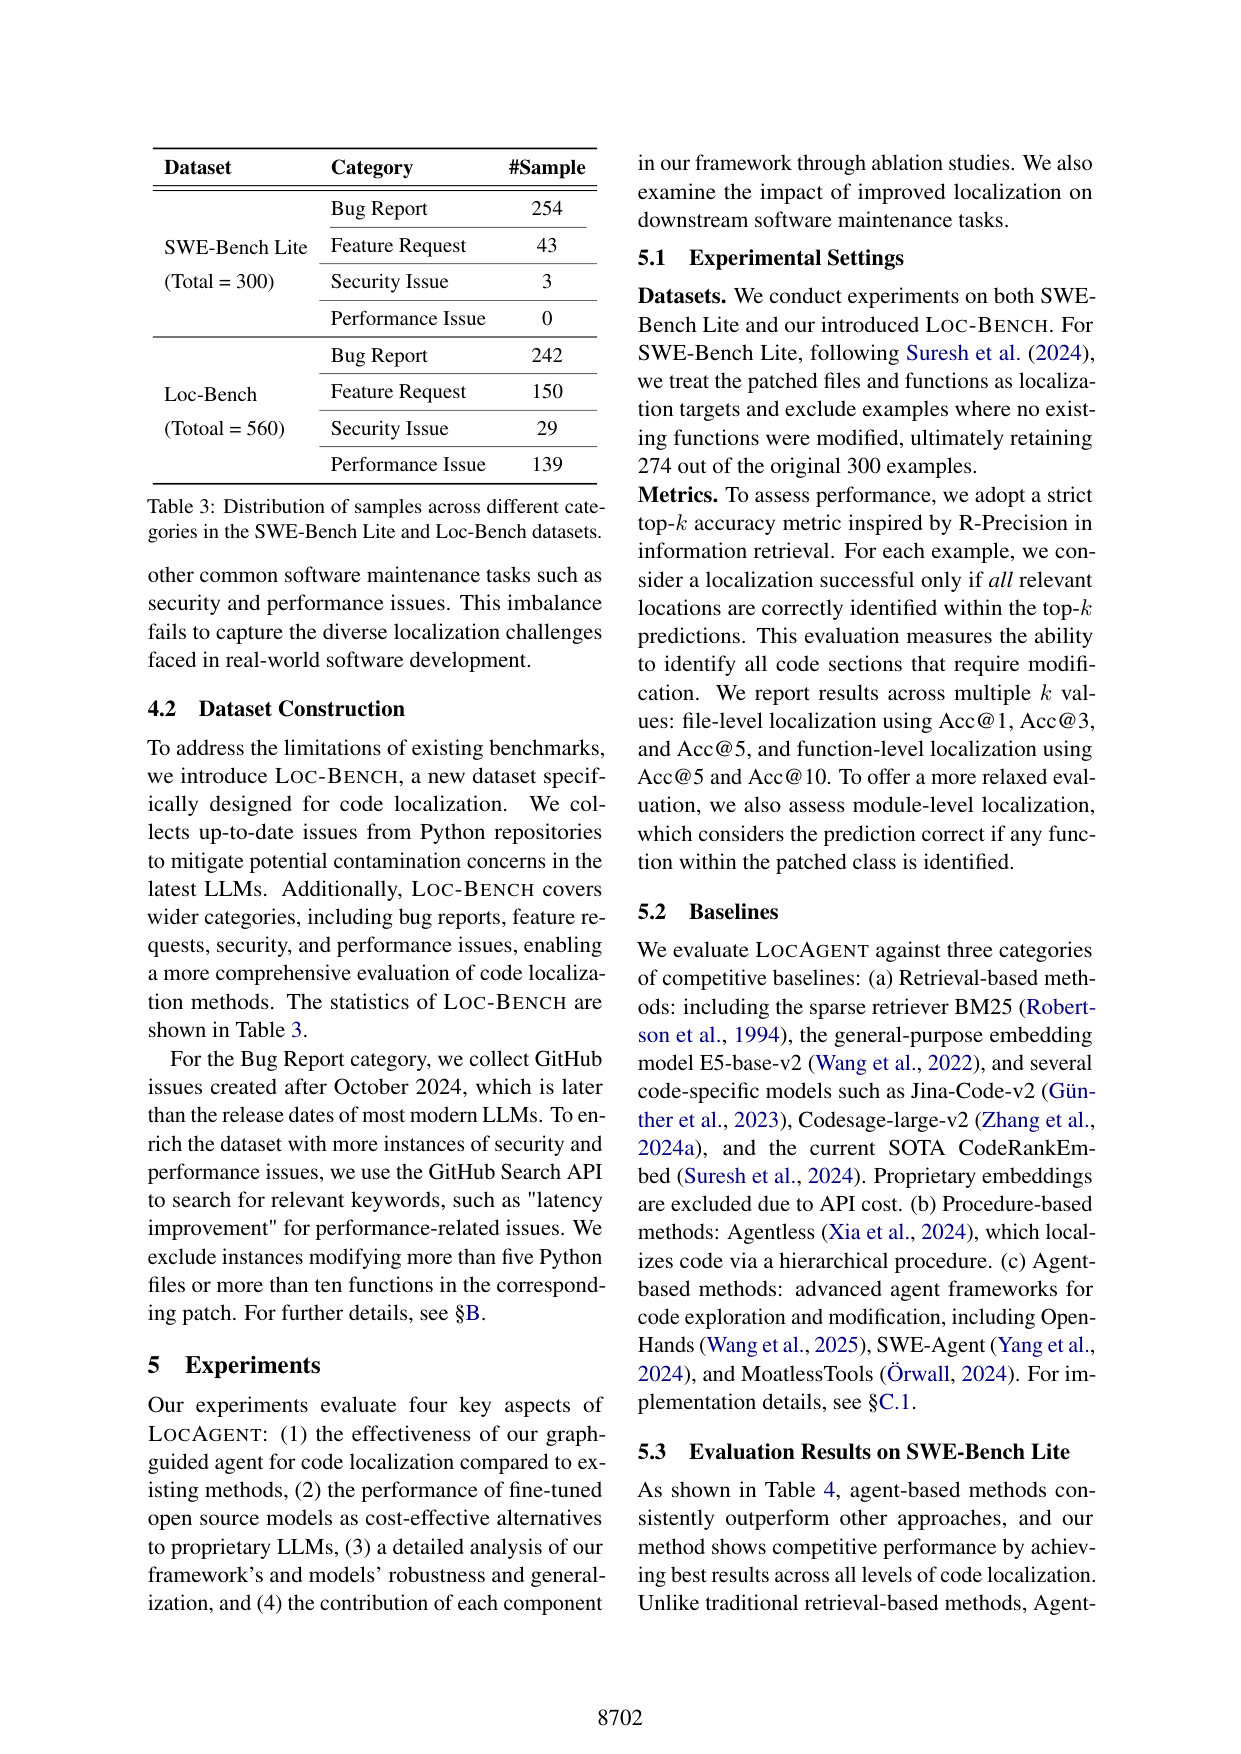 Dataset Category #Sample
Bug Report 254
SWE-Bench Lite Feature Request 43
(Total = 300) Security Issue 3
Performance Issue 0
Bug Report 242
Loc-Bench Feature Request 150
(Totoal = 560) Security Issue 29
Performance Issue 139
Table 3: Distribution of samples across different cate-
gories in the SWE-Bench Lite and Loc-Bench datasets.
other common software maintenance tasks such as
security and performance issues. This imbalance
fails to capture the diverse localization challenges
faced in real-world software development.
4.2 Dataset Construction
To address the limitations of existing benchmarks,
we introduce LOC-BENCH, a new dataset specif-
ically designed for code localization. We col-
lects up-to-date issues from Python repositories
to mitigate potential contamination concerns in the
latest LLMs. Additionally, LOC-BENCH covers
wider categories, including bug reports, feature re-
quests, security, and performance issues, enabling
a more comprehensive evaluation of code localiza-
tion methods. The statistics of LOC-BENCH are
shown in Table 3.
For the Bug Report category, we collect GitHub
issues created after October 2024, which is later
than the release dates of most modern LLMs. To en-
rich the dataset with more instances of security and
performance issues, we use the GitHub Search API
to search for relevant keywords, such as "latency
improvement" for performance-related issues. We
exclude instances modifying more than five Python
files or more than ten functions in the correspond-
ing patch. For further details, see §B.
5 Experiments
Our experiments evaluate four key aspects of
LOCAGENT: (1) the effectiveness of our graph-
guided agent for code localization compared to ex-
isting methods, (2) the performance of fine-tuned
open source models as cost-effective alternatives
to proprietary LLMs, (3) a detailed analysis of our
framework's and models' robustness and general-
ization, and (4) the contribution of each component
in our framework through ablation studies. We also
examine the impact of improved localization on
downstream software maintenance tasks.
5.1 Experimental Settings
Datasets. We conduct experiments on both SWE-
Bench Lite and our introduced LOC-BENCH. For
SWE-Bench Lite, following Suresh et al. (2024),
we treat the patched files and functions as localiza-
tion targets and exclude examples where no exist-
ing functions were modified, ultimately retaining
274 out of the original 300 examples.
Metrics. To assess performance, we adopt a strict
top-k accuracy metric inspired by R-Precision in
information retrieval. For each example, we con-
sider a localization successful only if all relevant
locations are correctly identified within the top-k
predictions. This evaluation measures the ability
to identify all code sections that require modifi-
cation. We report results across multiple k val-
ues: file-level localization using Acc@1, Acc@3,
and Acc@5, and function-level localization using
Acc@5 and Acc@10. To offer a more relaxed eval-
uation, we also assess module-level localization,
which considers the prediction correct if any func-
tion within the patched class is identified.
5.2 Baselines
We evaluate LOCAGENT against three categories
of competitive baselines: (a) Retrieval-based meth-
ods: including the sparse retriever BM25 (Robert-
son et al., 1994), the general-purpose embedding
model E5-base-v2 (Wang et al., 2022), and several
code-specific models such as Jina-Code-v2 (Gün-
ther et al., 2023), Codesage-large-v2 (Zhang et al.,
2024a), and the current SOTA CodeRankEm-
bed (Suresh et al., 2024). Proprietary embeddings
are excluded due to API cost. (b) Procedure-based
methods: Agentless (Xia et al., 2024), which local-
izes code via a hierarchical procedure. (c) Agent-
based methods: advanced agent frameworks for
code exploration and modification, including Open-
Hands (Wang et al., 2025), SWE-Agent (Yang et al.,
2024), and MoatlessTools (Örwall, 2024). For im-
plementation details, see §C.1.
5.3 Evaluation Results on SWE-Bench Lite
As shown in Table 4, agent-based methods con-
sistently outperform other approaches, and our
method shows competitive performance by achiev-
ing best results across all levels of code localization.
Unlike traditional retrieval-based methods, Agent-
8702